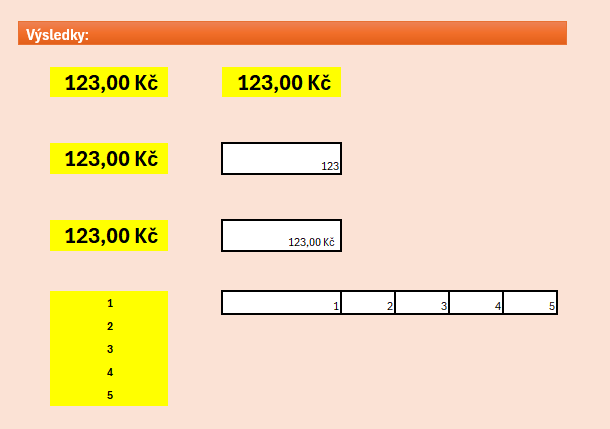 Výsledky:
123,00 Kč 123,00 Kč
123,00 Kč 123
123,00 Kč 123,00 Kč
1 1 2 3 4 5
2
3
4
5